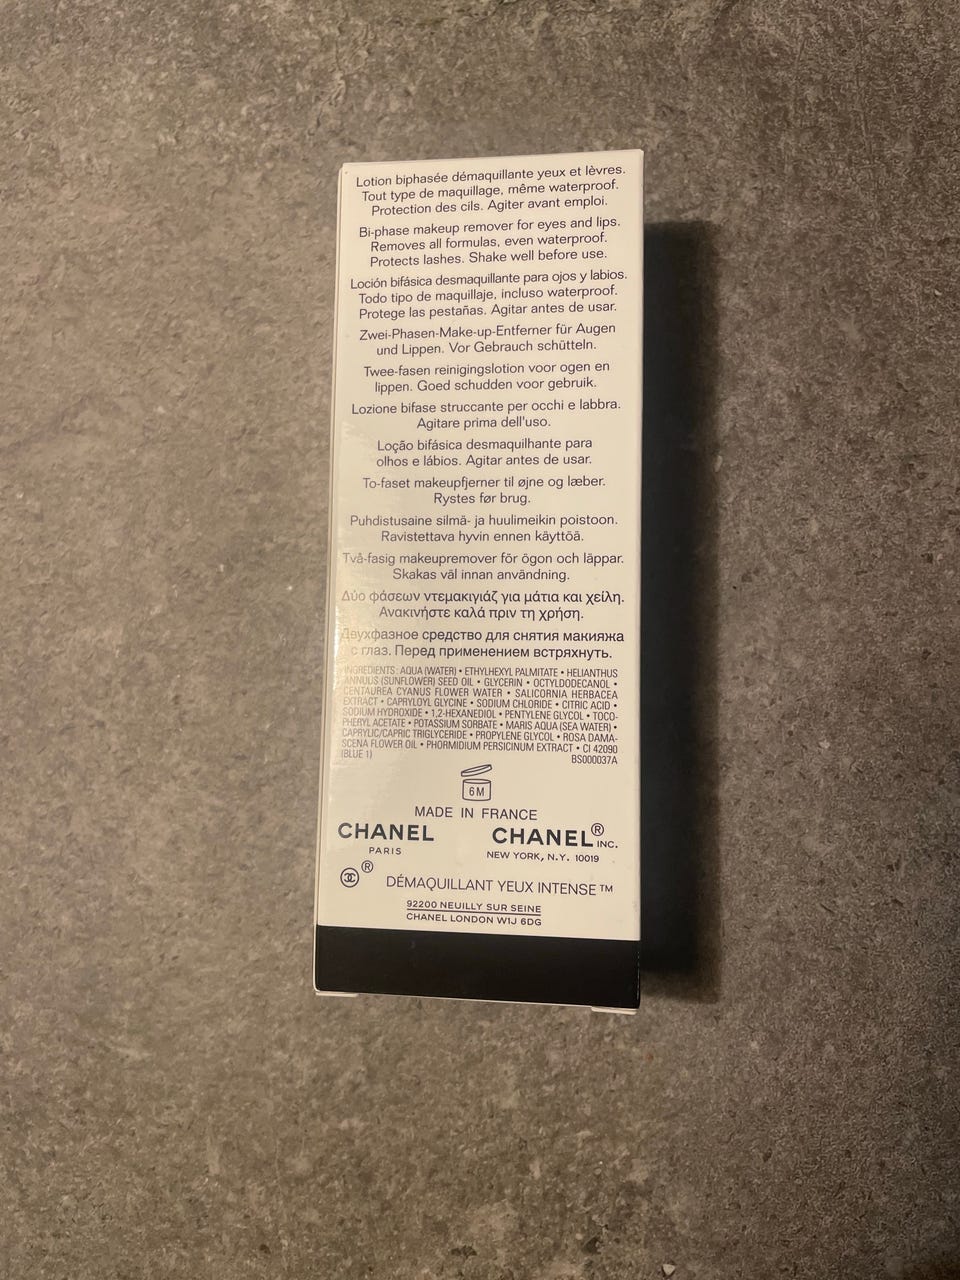 Lotion biphasée démaquillante yeux et lèvres.
Tout type de maquillage, même waterproof.
Protection des cils. Agiter avant emploi.
Bi-phase makeup remover for eyes and lips.
Removes all formulas, even waterproof.
Protects lashes. Shake well before use.
Loción bifásica desmaquillante para ojos y labios.
Todo tipo de maquillaje, incluso waterproof.
Protege las pestañas. Agitar antes de usar.
Zwei-Phasen-Make-up-Entferner für Augen
und Lippen. Vor Gebrauch schütteln.
Twee-fasen reinigingslotion voor ogen en
lippen. Goed schudden voor gebruik.
Lozione bifase struccante per occhi e labbra.
Agitare prima dell'uso.
Loção bifásica desmaquilhante para
olhos e lábios. Agitar antes de usar.
To-faset makeupfjerner til øjne og læber.
Rystes før brug.
Puhdistusaine silmä- ja huulimeikin poistoon.
Ravistettava hyvin ennen käyttöä.
Två-fasig makeupremover för ögon och läppar.
Skakas väl innan användning.
Δύο φάσεων ντεμακιγιάζ για μάτια και χείλη.
Ανακινήστε καλά πριν τη χρήση.
Двухфазное средство для снятия макияжа
с глаз. Перед применением встряхнуть.
INGREDIENTS: AQUA (WATER) • ETHYLHEXYL PALMITATE • HELIANTHUS
ANNUUS (SUNFLOWER) SEED OIL • GLYCERIN • OCTYLDODECANOL •
CENTAUREA CYANUS FLOWER WATER • SALICORNIA HERBACEA
EXTRACT • CAPRYLOYL GLYCINE • SODIUM CHLORIDE • CITRIC ACID •
SODIUM HYDROXIDE • 1,2-HEXANEDIOL • PENTYLENE GLYCOL • TOCO-
PHERYL ACETATE • POTASSIUM SORBATE • MARIS AQUA (SEA WATER) •
CAPRYLIC/CAPRIC TRIGLYCERIDE • PROPYLENE GLYCOL • ROSA DAMA-
SCENA FLOWER OIL • PHORMIDIUM PERSICINUM EXTRACT • CI 42090
(BLUE 1) BS000037A
6M
MADE IN FRANCE
CHANEL CHANEL® INC.
PARIS NEW YORK, N.Y. 10019
® DÉMAQUILLANT YEUX INTENSE™
92200 NEUILLY SUR SEINE
CHANEL LONDON W1J 6DG